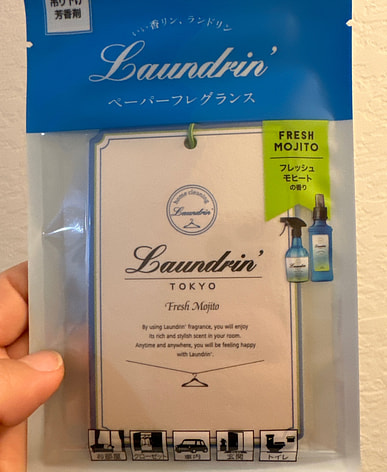 吊り下げ
芳香剤
いい香リン、ランドリン
Laundrin'
ペーパーフレグランス
FRESH
MOJITO
フレッシュ
モヒート
の香り
home cleaning
Laundrin'
Laundrin'
TOKYO
Fresh Mojito
By using Laundrin' fragrance, you will enjoy
its rich and stylish scent in your room.
Anytime and anywhere, you will be feeling happy
with Laundrin'.
お部屋
クローゼット
車内
玄関
トイレ